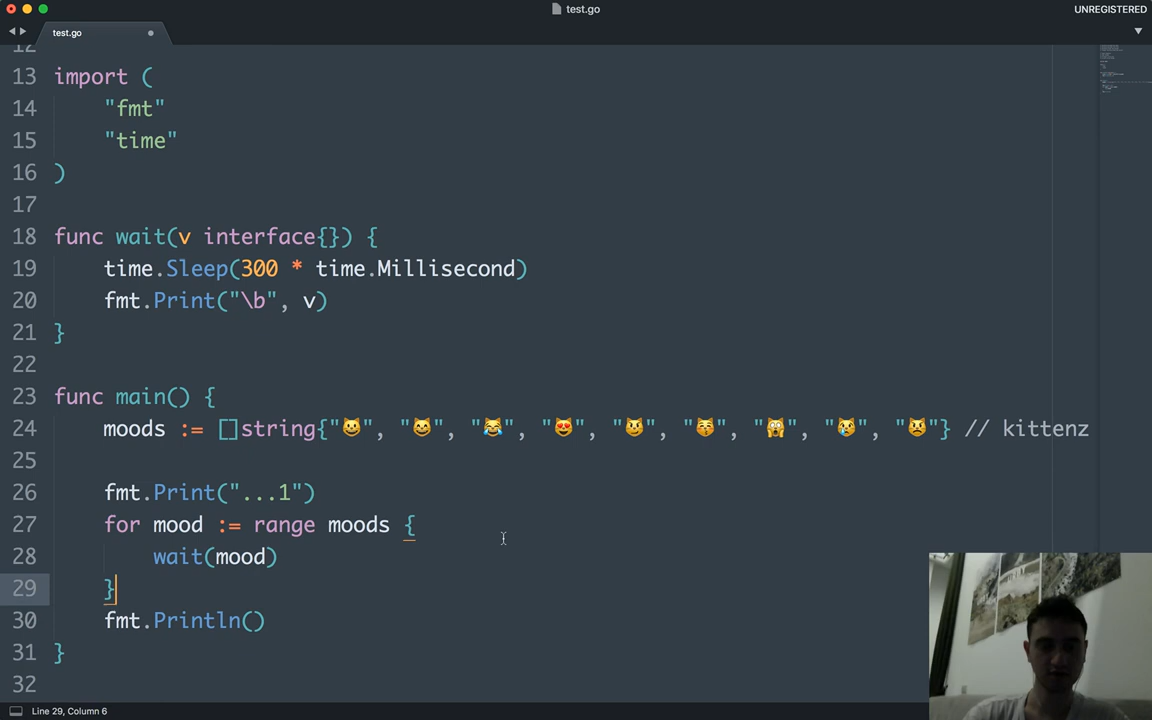 test.go
UNREGISTERED
test.go
12
13 import (
14     "fmt"
15     "time"
16 )
17
18 func wait(v interface{}) {
19     time.Sleep(300 * time.Millisecond)
20     fmt.Print("\b", v)
21 }
22
23 func main() {
24     moods := []string{"😺", "😸", "😹", "😻", "😼", "😽", "🙀", "😿", "😾"} // kittenz
25
26     fmt.Print("...1")
27     for mood := range moods {
28         wait(mood)
29     }
30     fmt.Println()
31 }
32
Line 29, Column 6